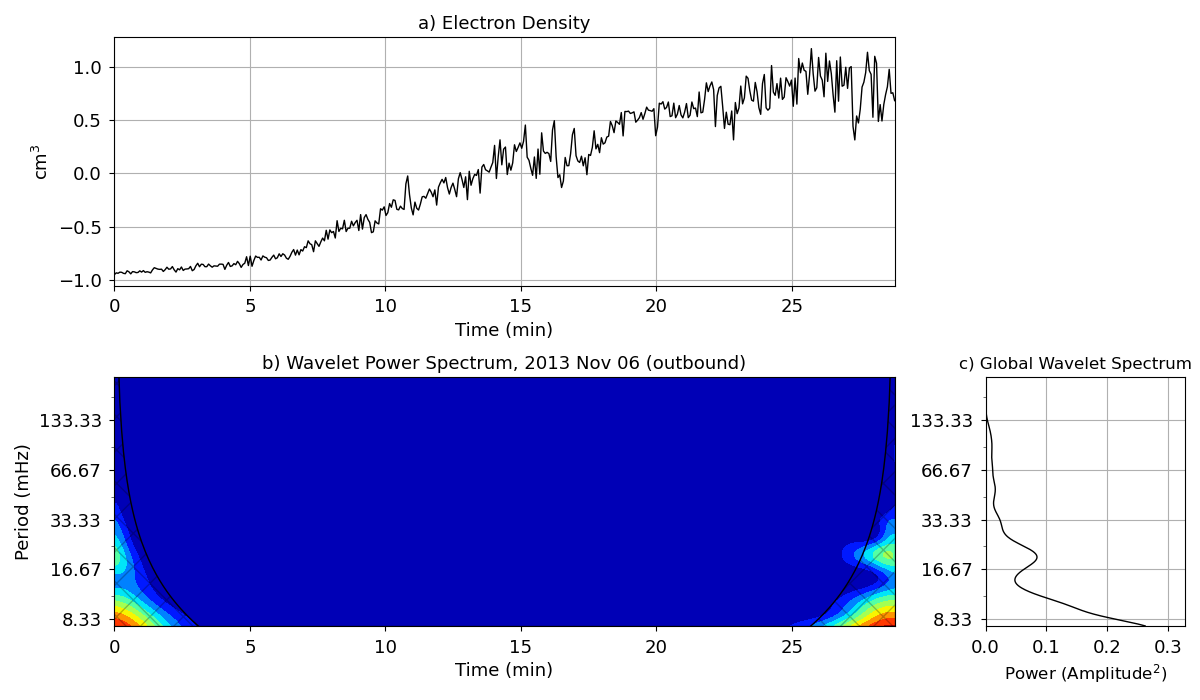 a) Electron Density
1.0
0.5
0.0
−0.5
−1.0
cm³
0 5 10 15 20 25
Time (min)
b) Wavelet Power Spectrum, 2013 Nov 06 (outbound)
133.33
66.67
33.33
16.67
8.33
Period (mHz)
0 5 10 15 20 25
Time (min)
c) Global Wavelet Spectrum
133.33
66.67
33.33
16.67
8.33
0.0 0.1 0.2 0.3
Power (Amplitude²)